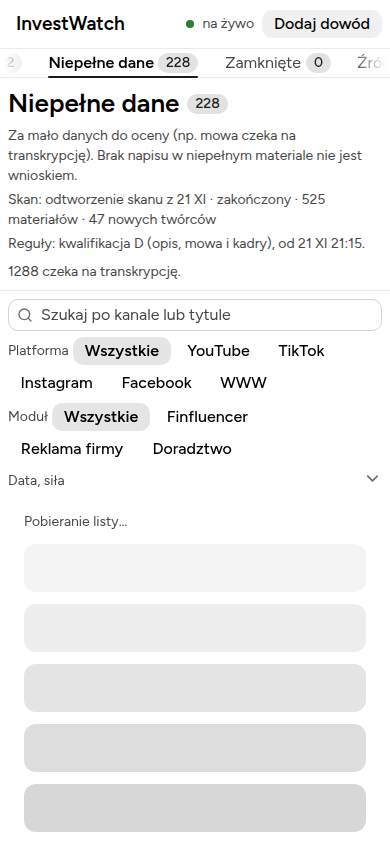 InvestWatch
na żywo
Dodaj dowód
2
Niepełne dane 228
Zamknięte 0
Źró
Niepełne dane 228
Za mało danych do oceny (np. mowa czeka na
transkrypcję). Brak napisu w niepełnym materiale nie jest
wnioskiem.
Skan: odtworzenie skanu z 21 XI · zakończony · 525
materiałów · 47 nowych twórców
Reguły: kwalifikacja D (opis, mowa i kadry), od 21 XI 21:15.
1288 czeka na transkrypcję.
Szukaj po kanale lub tytule
Platforma Wszystkie YouTube TikTok
Instagram Facebook WWW
Moduł Wszystkie Finfluencer
Reklama firmy Doradztwo
Data, siła
Pobieranie listy...